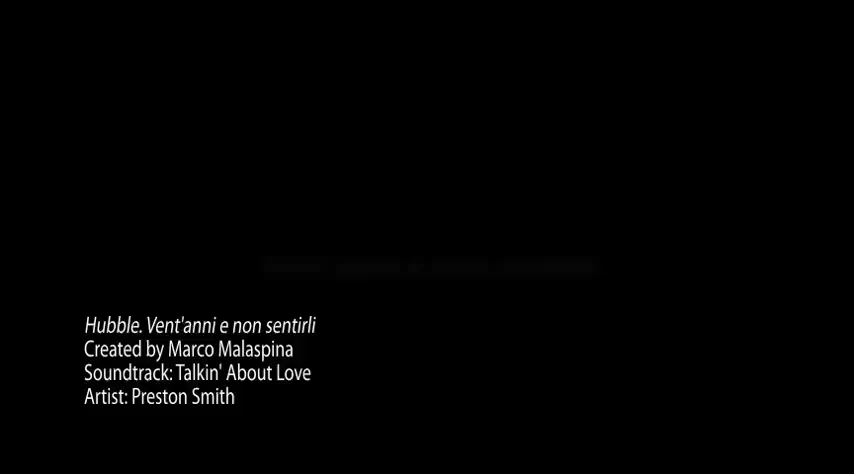 Hubble. Vent'anni e non sentirli
Created by Marco Malaspina
Soundtrack: Talkin' About Love
Artist: Preston Smith